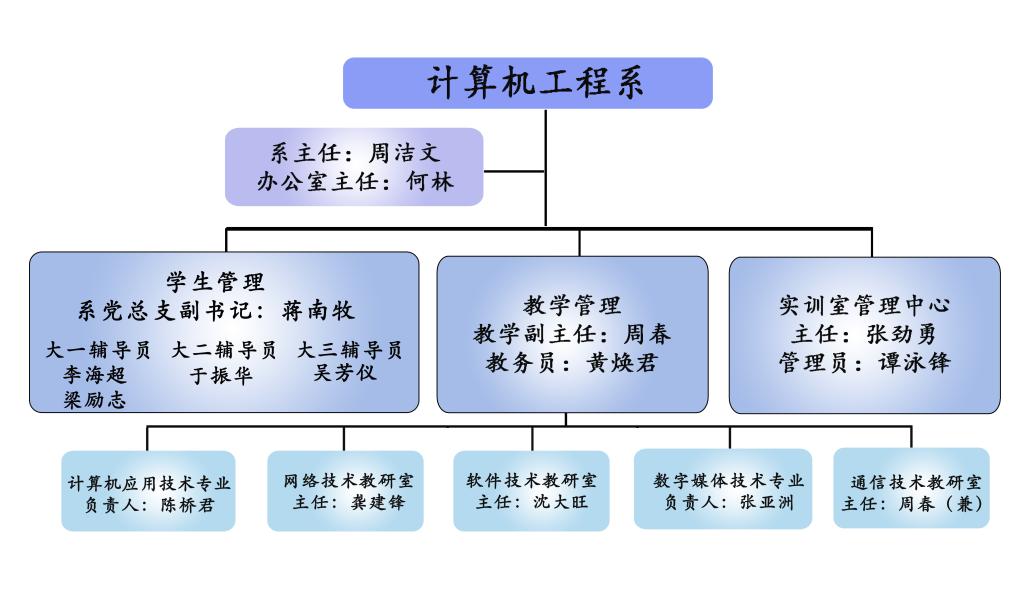 计算机工程系
系主任：周洁文
办公室主任：何林
学生管理
系党总支副书记：蒋南牧
大一辅导员 大二辅导员 大三辅导员
李海超 于振华 吴芳仪
梁励志
教学管理
教学副主任：周春
教务员：黄焕君
实训室管理中心
主任：张劲勇
管理员：谭泳锋
计算机应用技术专业
负责人：陈桥君
网络技术教研室
主任：龚建锋
软件技术教研室
主任：沈大旺
数字媒体技术专业
负责人：张亚洲
通信技术教研室
主任：周春（兼）